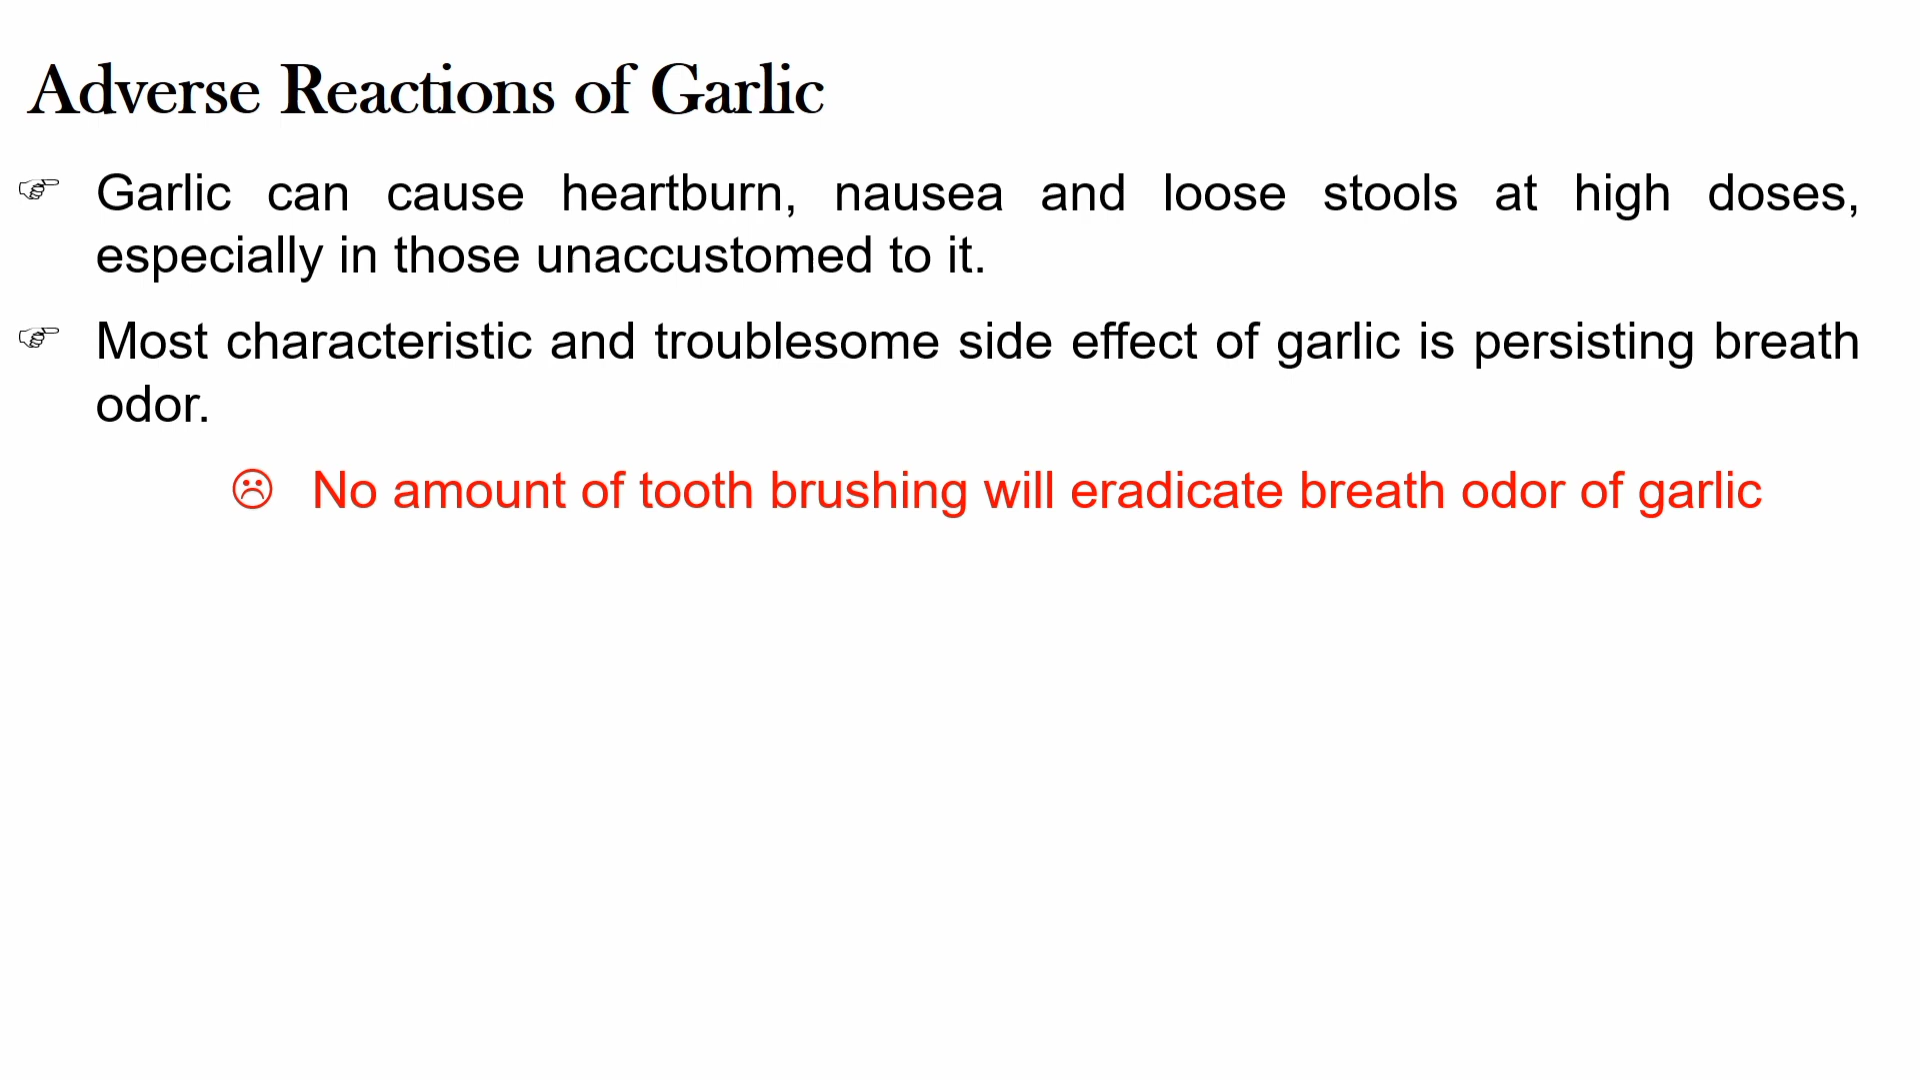 Adverse Reactions of Garlic
☞ Garlic can cause heartburn, nausea and loose stools at high doses,
especially in those unaccustomed to it.
☞ Most characteristic and troublesome side effect of garlic is persisting breath
odor.
☹ No amount of tooth brushing will eradicate breath odor of garlic